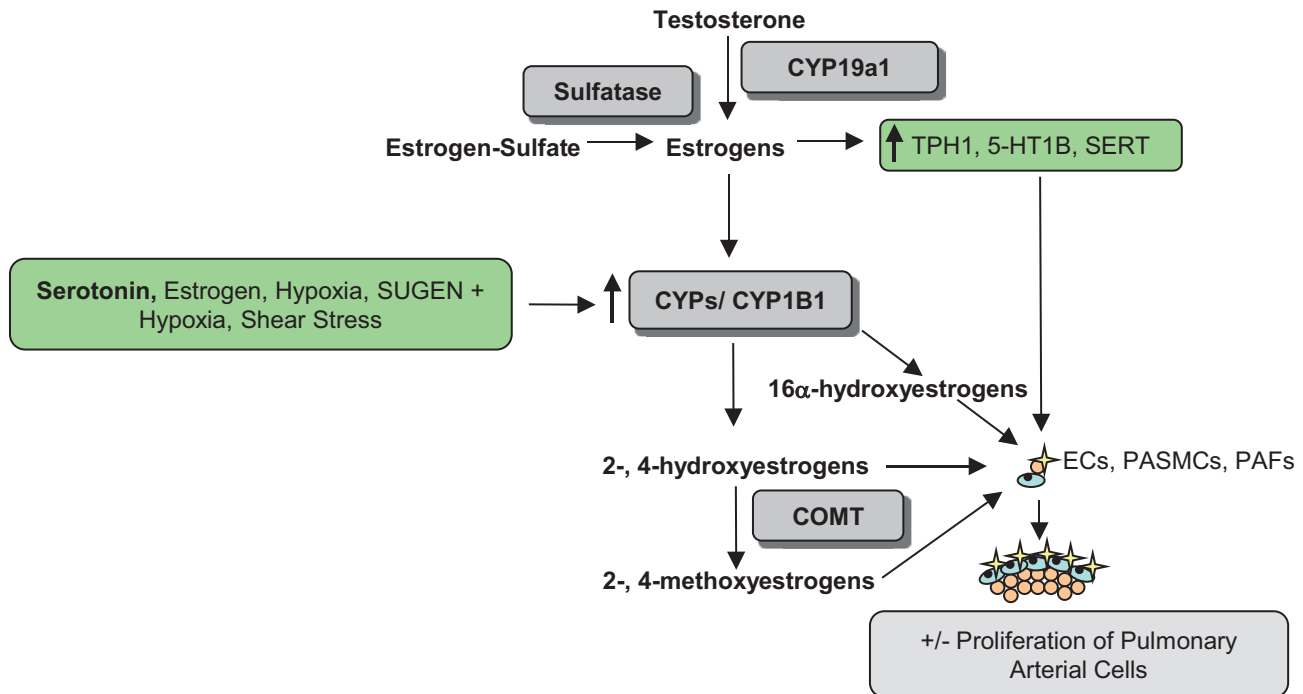 Testosterone
CYP19a1
Sulfatase
Estrogen-Sulfate
Estrogens
TPH1, 5-HT1B, SERT
Serotonin, Estrogen, Hypoxia, SUGEN +
Hypoxia, Shear Stress
CYPs/ CYP1B1
16α-hydroxyestrogens
2-, 4-hydroxyestrogens
ECs, PASMCs, PAFs
COMT
2-, 4-methoxyestrogens
+/- Proliferation of Pulmonary
Arterial Cells